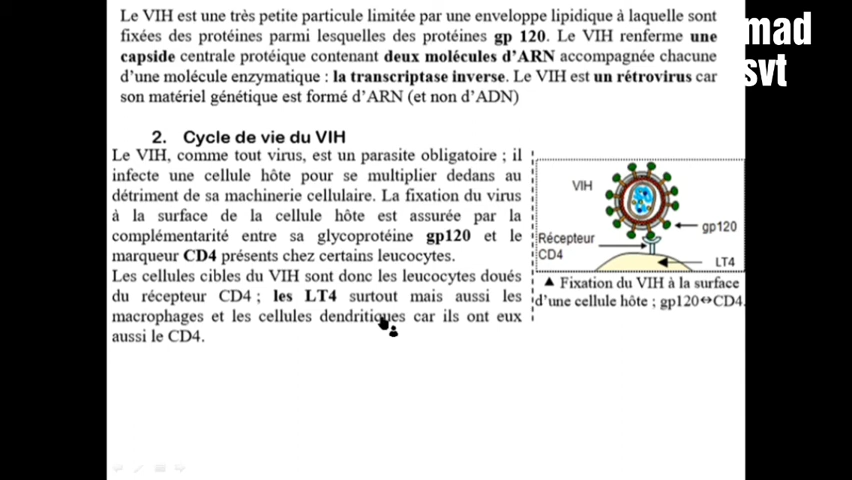 Le VIH est une très petite particule limitée par une enveloppe lipidique à laquelle sont
fixées des protéines parmi lesquelles des protéines gp 120. Le VIH renferme une
capside centrale protéique contenant deux molécules d'ARN accompagnée chacune
d'une molécule enzymatique : la transcriptase inverse. Le VIH est un rétrovirus car
son matériel génétique est formé d'ARN (et non d'ADN)
mad
svt
2. Cycle de vie du VIH
Le VIH, comme tout virus, est un parasite obligatoire ; il
infecte une cellule hôte pour se multiplier dedans au
détriment de sa machinerie cellulaire. La fixation du virus
à la surface de la cellule hôte est assurée par la
complémentarité entre sa glycoprotéine gp120 et le
marqueur CD4 présents chez certains leucocytes.
Les cellules cibles du VIH sont donc les leucocytes doués
du récepteur CD4 ; les LT4 surtout mais aussi les
macrophages et les cellules dendritiques car ils ont eux
aussi le CD4.
VIH
gp120
Récepteur
CD4
LT4
▲ Fixation du VIH à la surface
d'une cellule hôte ; gp120↔CD4.